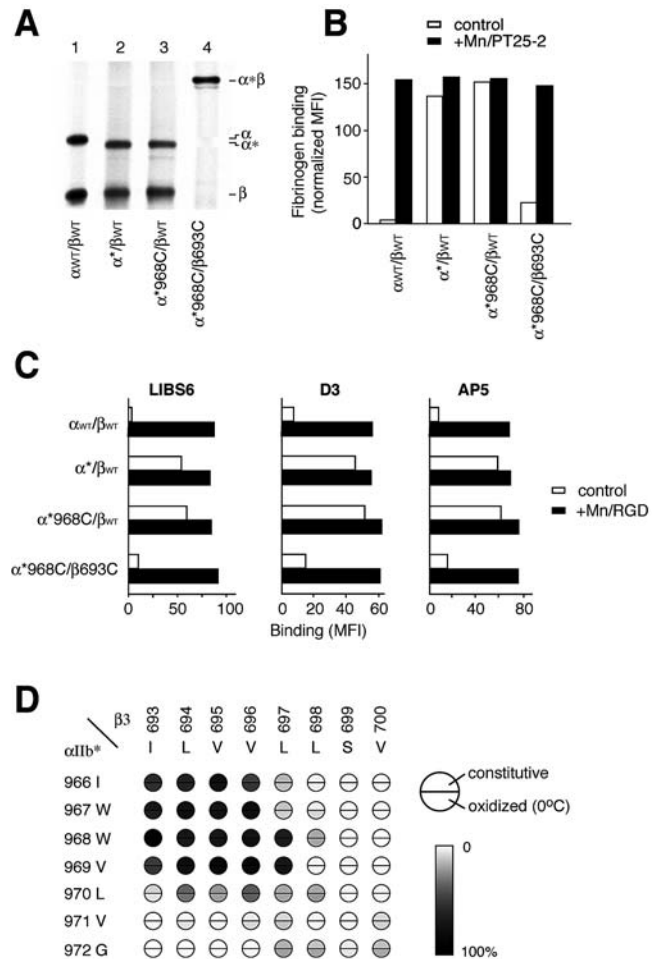 A
1 2 3 4
α*β
α
α*
β
αWT/βWT
α*/βWT
α*968C/βWT
α*968C/β693C
B
control
+Mn/PT25-2
Fibrinogen binding
(normalized MFI)
150
100
50
0
αWT/βWT
α*/βWT
α*968C/βWT
α*968C/β693C
C
LIBS6 D3 AP5
αWT/βWT
α*/βWT
α*968C/βWT
α*968C/β693C
control
+Mn/RGD
0 50 100
0 20 40 60
0 40 80
Binding (MFI)
D
β3
693 694 695 696 697 698 699 700
αIIb*
I L V V L L S V
966 I
967 W
968 W
969 V
970 L
971 V
972 G
constitutive
oxidized (0ºC)
0
100%